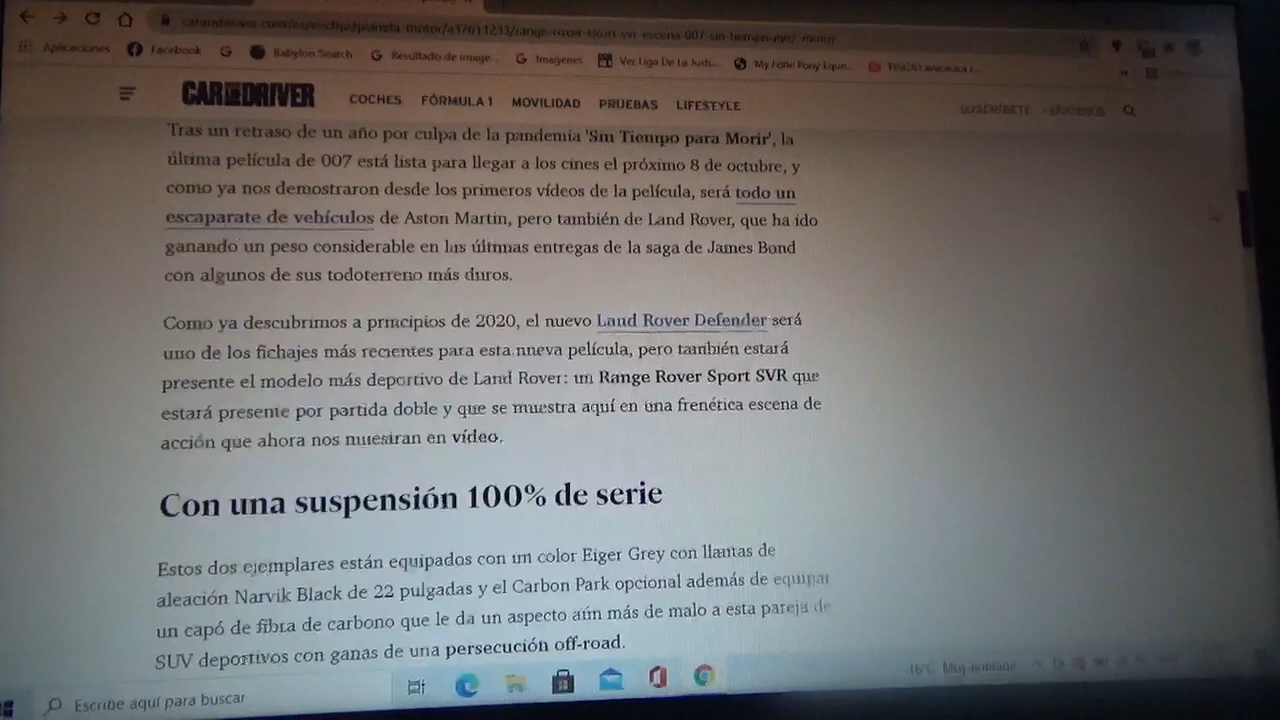 Aplicaciones Facebook G Babylon Search G Resultado de image... G Imágenes Ver Liga De La Justi...
CAR AND DRIVER COCHES FÓRMULA 1 MOVILIDAD PRUEBAS LIFESTYLE SUSCRÍBETE
Tras un retraso de un año por culpa de la pandemia 'Sin Tiempo para Morir', la
última película de 007 está lista para llegar a los cines el próximo 8 de octubre, y
como ya nos demostraron desde los primeros vídeos de la película, será todo un
escaparate de vehículos de Aston Martin, pero también de Land Rover, que ha ido
ganando un peso considerable en las últimas entregas de la saga de James Bond
con algunos de sus todoterreno más duros.
Como ya descubrimos a principios de 2020, el nuevo Land Rover Defender será
uno de los fichajes más recientes para esta nueva película, pero también estará
presente el modelo más deportivo de Land Rover: un Range Rover Sport SVR que
estará presente por partida doble y que se muestra aquí en una frenética escena de
acción que ahora nos muestran en vídeo.
Con una suspensión 100% de serie
Estos dos ejemplares están equipados con un color Eiger Grey con llantas de
aleación Narvik Black de 22 pulgadas y el Carbon Park opcional además de equipar
un capó de fibra de carbono que le da un aspecto aún más de malo a esta pareja de
SUV deportivos con ganas de una persecución off-road.
16°C Muy nublado
Escribe aquí para buscar